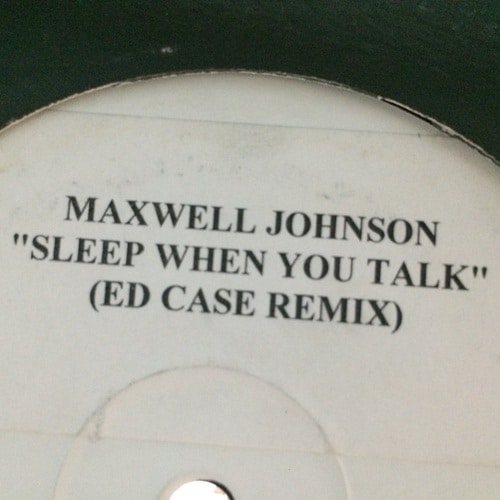 MAXWELL JOHNSON
"SLEEP WHEN YOU TALK"
(ED CASE REMIX)